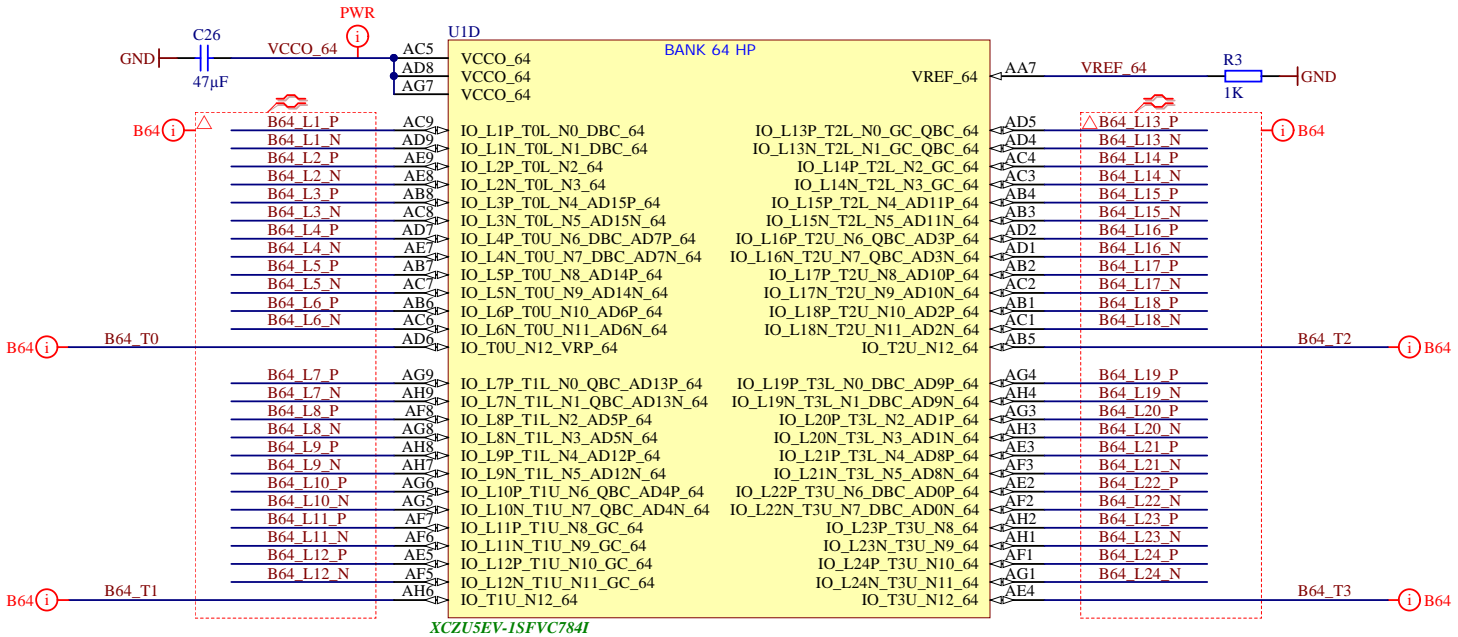 PWR
C26
GND
VCCO_64
47µF
U1D
BANK 64 HP
AC5 VCCO_64
AD8 VCCO_64
AG7 VCCO_64
VREF_64 AA7 VREF_64
R3
1K
GND
B64
B64_L1_P AC9 IO_L1P_T0L_N0_DBC_64
B64_L1_N AD9 IO_L1N_T0L_N1_DBC_64
B64_L2_P AE9 IO_L2P_T0L_N2_64
B64_L2_N AE8 IO_L2N_T0L_N3_64
B64_L3_P AB8 IO_L3P_T0L_N4_AD15P_64
B64_L3_N AC8 IO_L3N_T0L_N5_AD15N_64
B64_L4_P AD7 IO_L4P_T0U_N6_DBC_AD7P_64
B64_L4_N AE7 IO_L4N_T0U_N7_DBC_AD7N_64
B64_L5_P AB7 IO_L5P_T0U_N8_AD14P_64
B64_L5_N AC7 IO_L5N_T0U_N9_AD14N_64
B64_L6_P AB6 IO_L6P_T0U_N10_AD6P_64
B64_L6_N AC6 IO_L6N_T0U_N11_AD6N_64
B64 B64_T0 AD6 IO_T0U_N12_VRP_64
B64_L7_P AG9 IO_L7P_T1L_N0_QBC_AD13P_64
B64_L7_N AH9 IO_L7N_T1L_N1_QBC_AD13N_64
B64_L8_P AF8 IO_L8P_T1L_N2_AD5P_64
B64_L8_N AG8 IO_L8N_T1L_N3_AD5N_64
B64_L9_P AH8 IO_L9P_T1L_N4_AD12P_64
B64_L9_N AH7 IO_L9N_T1L_N5_AD12N_64
B64_L10_P AG6 IO_L10P_T1U_N6_QBC_AD4P_64
B64_L10_N AG5 IO_L10N_T1U_N7_QBC_AD4N_64
B64_L11_P AF7 IO_L11P_T1U_N8_GC_64
B64_L11_N AF6 IO_L11N_T1U_N9_GC_64
B64_L12_P AE5 IO_L12P_T1U_N10_GC_64
B64_L12_N AF5 IO_L12N_T1U_N11_GC_64
B64 B64_T1 AH6 IO_T1U_N12_64
IO_L13P_T2L_N0_GC_QBC_64 AD5 B64_L13_P
B64
IO_L13N_T2L_N1_GC_QBC_64 AD4 B64_L13_N
IO_L14P_T2L_N2_GC_64 AC4 B64_L14_P
IO_L14N_T2L_N3_GC_64 AC3 B64_L14_N
IO_L15P_T2L_N4_AD11P_64 AB4 B64_L15_P
IO_L15N_T2L_N5_AD11N_64 AB3 B64_L15_N
IO_L16P_T2U_N6_QBC_AD3P_64 AD2 B64_L16_P
IO_L16N_T2U_N7_QBC_AD3N_64 AD1 B64_L16_N
IO_L17P_T2U_N8_AD10P_64 AB2 B64_L17_P
IO_L17N_T2U_N9_AD10N_64 AC2 B64_L17_N
IO_L18P_T2U_N10_AD2P_64 AB1 B64_L18_P
IO_L18N_T2U_N11_AD2N_64 AC1 B64_L18_N
IO_T2U_N12_64 AB5 B64_T2 B64
IO_L19P_T3L_N0_DBC_AD9P_64 AG4 B64_L19_P
IO_L19N_T3L_N1_DBC_AD9N_64 AH4 B64_L19_N
IO_L20P_T3L_N2_AD1P_64 AG3 B64_L20_P
IO_L20N_T3L_N3_AD1N_64 AH3 B64_L20_N
IO_L21P_T3L_N4_AD8P_64 AE3 B64_L21_P
IO_L21N_T3L_N5_AD8N_64 AF3 B64_L21_N
IO_L22P_T3U_N6_DBC_AD0P_64 AE2 B64_L22_P
IO_L22N_T3U_N7_DBC_AD0N_64 AF2 B64_L22_N
IO_L23P_T3U_N8_64 AH2 B64_L23_P
IO_L23N_T3U_N9_64 AH1 B64_L23_N
IO_L24P_T3U_N10_64 AF1 B64_L24_P
IO_L24N_T3U_N11_64 AG1 B64_L24_N
IO_T3U_N12_64 AE4 B64_T3 B64
XCZU5EV-1SFVC784I